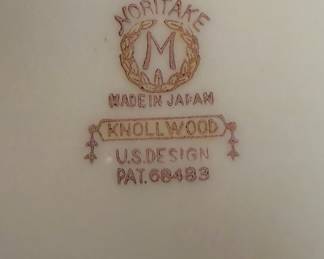 NORITAKE
M
MADE IN JAPAN
KNOLLWOOD
U.S. DESIGN
PAT. 68483